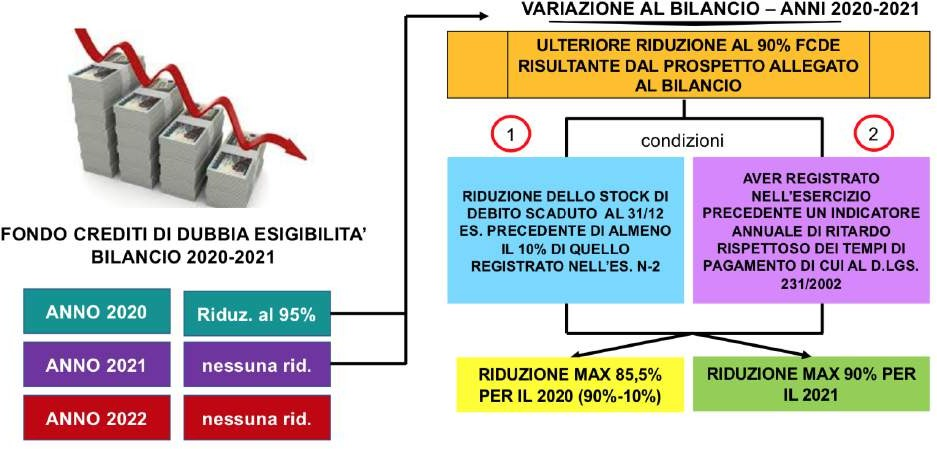 VARIAZIONE AL BILANCIO – ANNI 2020-2021
ULTERIORE RIDUZIONE AL 90% FCDE
RISULTANTE DAL PROSPETTO ALLEGATO
AL BILANCIO
1
condizioni
2
RIDUZIONE DELLO STOCK DI
DEBITO SCADUTO AL 31/12
ES. PRECEDENTE DI ALMENO
IL 10% DI QUELLO
REGISTRATO NELL'ES. N-2
AVER REGISTRATO
NELL'ESERCIZIO
PRECEDENTE UN INDICATORE
ANNUALE DI RITARDO
RISPETTOSO DEI TEMPI DI
PAGAMENTO DI CUI AL D.LGS.
231/2002
FONDO CREDITI DI DUBBIA ESIGIBILITA'
BILANCIO 2020-2021
ANNO 2020
Riduz. al 95%
ANNO 2021
nessuna rid.
ANNO 2022
nessuna rid.
RIDUZIONE MAX 85,5%
PER IL 2020 (90%-10%)
RIDUZIONE MAX 90% PER
IL 2021